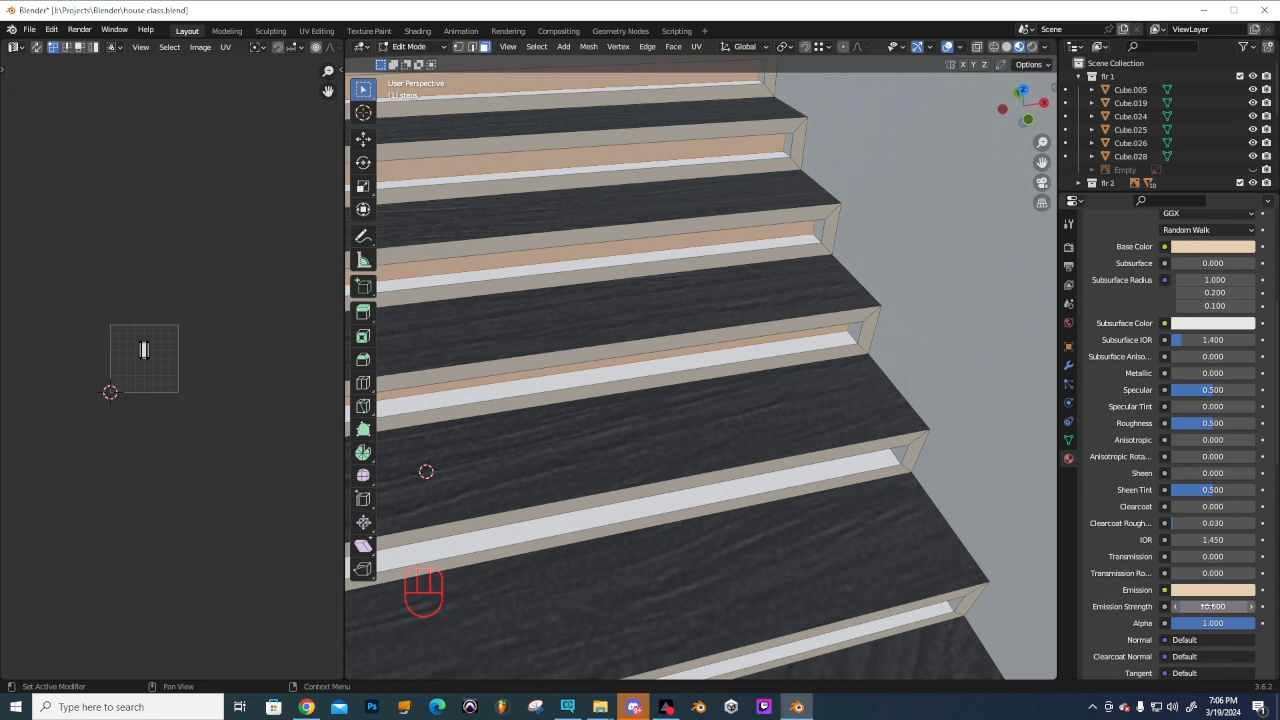 Blender* [J:\Projects\Blender\house class.blend]
File Edit Render Window Help Layout Modeling Sculpting UV Editing Texture Paint Shading Animation Rendering Compositing Geometry Nodes Scripting Scene ViewLayer
View Select Image UV Edit Mode View Select Add Mesh Vertex Edge Face UV Global
X Y Z Options
User Perspective
(1) steps
Scene Collection
flr 1
Cube.005
Cube.019
Cube.024
Cube.025
Cube.026
Cube.028
Empty
flr 2
GGX
Random Walk
Base Color
Subsurface 0.000
Subsurface Radius 1.000
0.200
0.100
Subsurface Color
Subsurface IOR 1.400
Subsurface Aniso... 0.000
Metallic 0.000
Specular 0.500
Specular Tint 0.000
Roughness 0.500
Anisotropic 0.000
Anisotropic Rota... 0.000
Sheen 0.000
Sheen Tint 0.500
Clearcoat 0.000
Clearcoat Rough... 0.030
IOR 1.450
Transmission 0.000
Transmission Ro... 0.000
Emission
Emission Strength
Alpha 1.000
Normal Default
Clearcoat Normal Default
Tangent Default
Set Active Modifier Pan View Context Menu 3.6.2
Type here to search
7:06 PM
3/19/2024